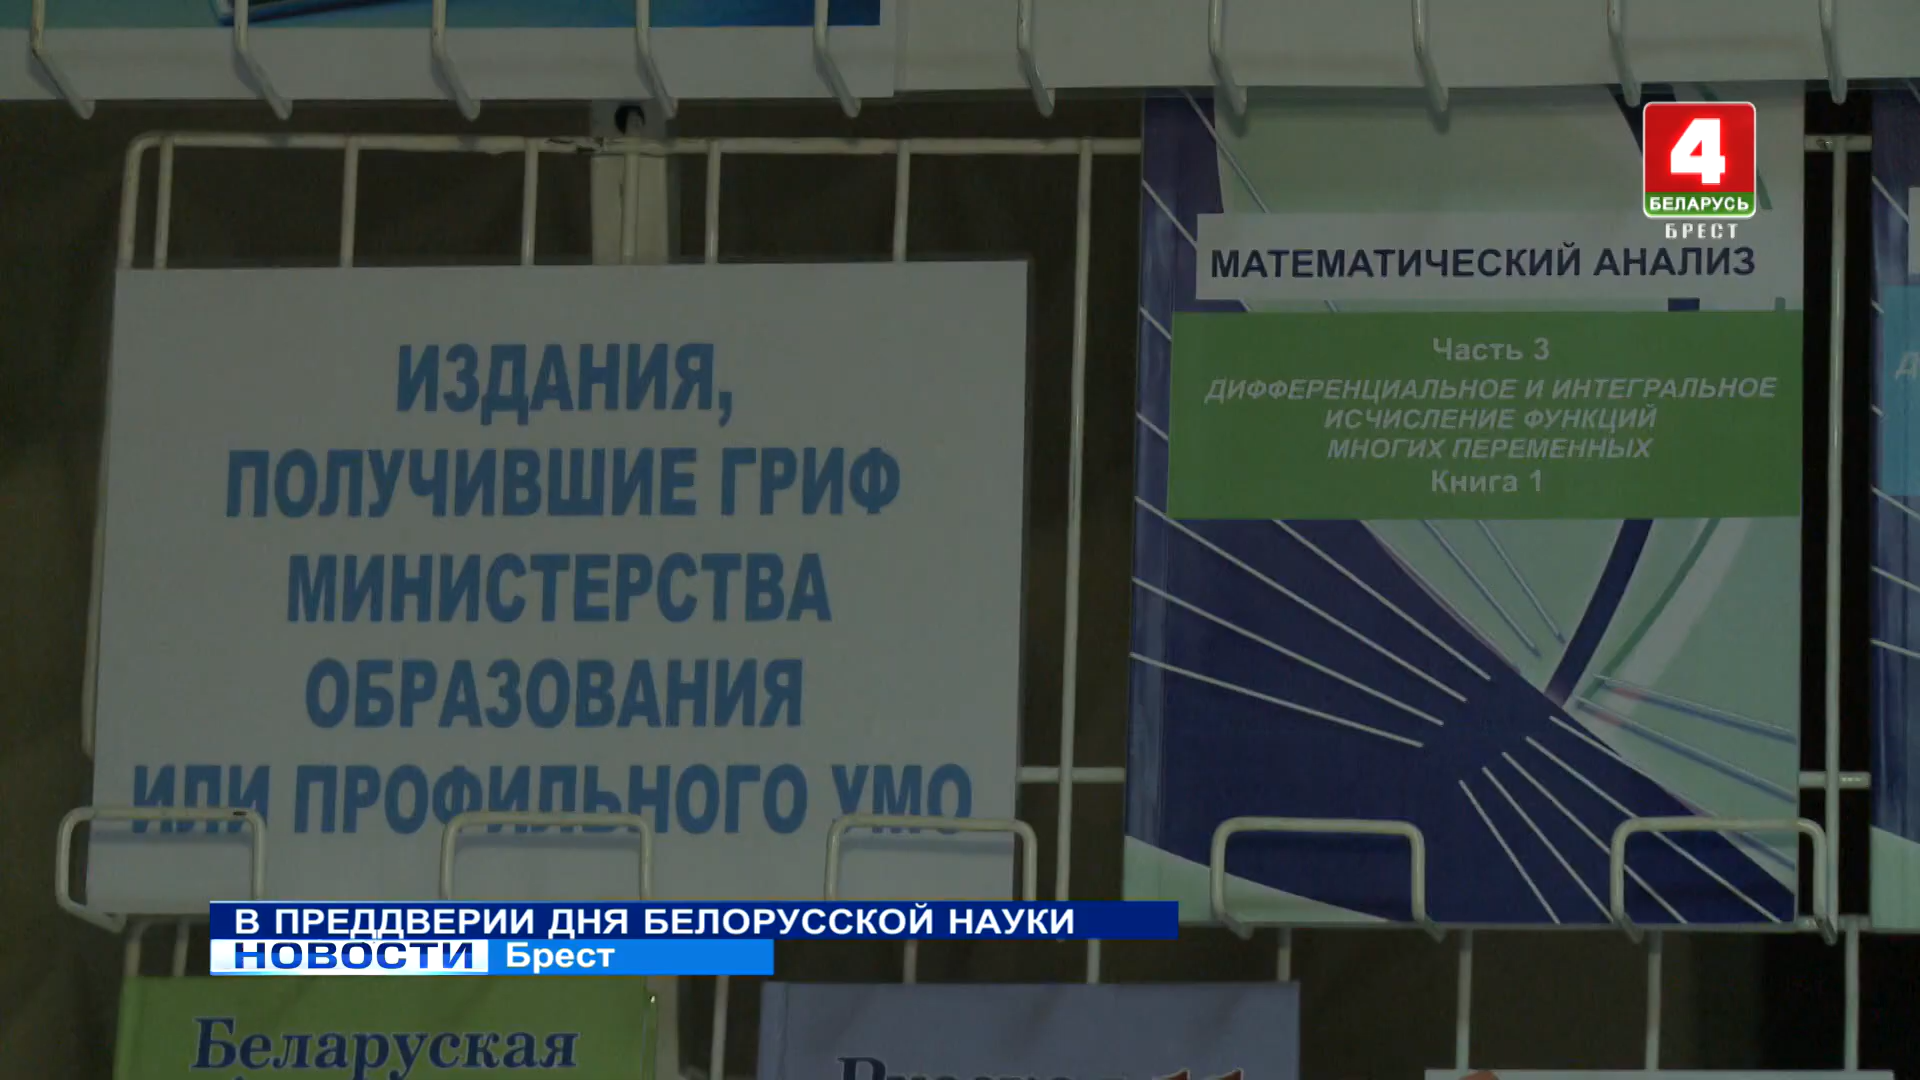 4
БЕЛАРУСЬ
БРЕСТ
ИЗДАНИЯ,
ПОЛУЧИВШИЕ ГРИФ
МИНИСТЕРСТВА
ОБРАЗОВАНИЯ
ИЛИ ПРОФИЛЬНОГО УМО
МАТЕМАТИЧЕСКИЙ АНАЛИЗ
Часть 3
ДИФФЕРЕНЦИАЛЬНОЕ И ИНТЕГРАЛЬНОЕ
ИСЧИСЛЕНИЕ ФУНКЦИЙ
МНОГИХ ПЕРЕМЕННЫХ
Книга 1
В ПРЕДДВЕРИИ ДНЯ БЕЛОРУССКОЙ НАУКИ
НОВОСТИ Брест
Беларуская